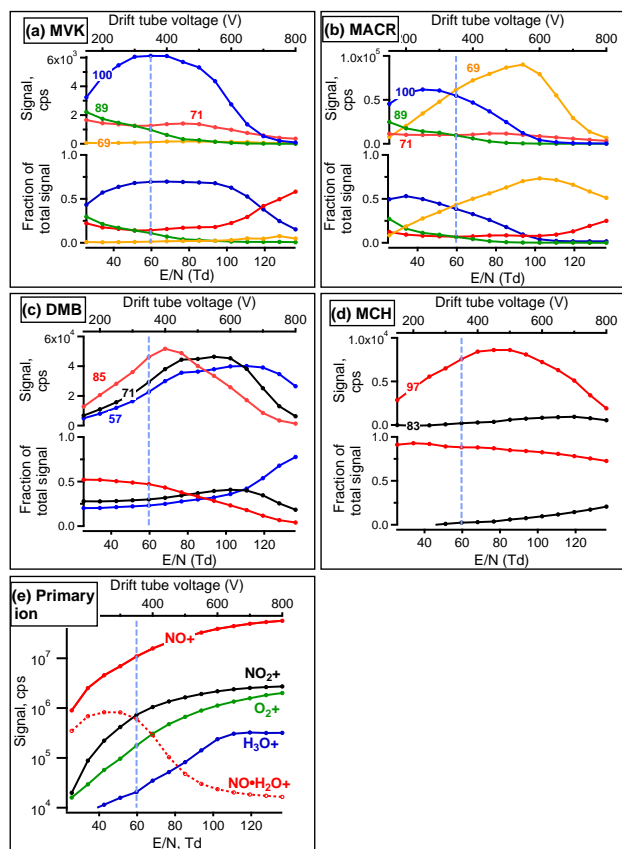 Drift tube voltage (V)
200 400 600 800
(a) MVK
6x10³
4
2
0
Signal, cps
100
89
71
69
1.0
0.5
0.0
Fraction of total signal
40 60 80 100 120
E/N (Td)
Drift tube voltage (V)
200 400 600 800
(b) MACR
1.0x10⁵
0.5
0.0
Signal, cps
69
100
89
71
1.0
0.5
0.0
Fraction of total signal
40 60 80 100 120
E/N (Td)
Drift tube voltage (V)
200 400 600 800
(c) DMB
6x10⁴
4
2
0
Signal, cps
85
71
57
1.0
0.5
0.0
Fraction of total signal
40 60 80 100 120
E/N (Td)
Drift tube voltage (V)
200 400 600 800
(d) MCH
1.0x10⁴
0.5
0.0
Signal, cps
97
83
1.0
0.5
0.0
Fraction of total signal
40 60 80 100 120
E/N (Td)
Drift tube voltage (V)
200 400 600 800
(e) Primary
ion
10⁷
10⁶
10⁵
10⁴
Signal, cps
NO+
NO₂+
O₂+
H₃O+
NO•H₂O+
40 60 80 100 120
E/N, Td